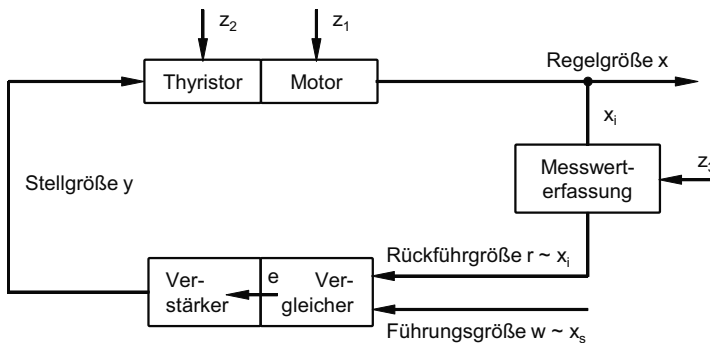 z₂
z₁
Regelgröße x
Thyristor
Motor
xᵢ
Messwert-
erfassung
z₃
Stellgröße y
Rückführgröße r ~ xᵢ
Ver-
stärker
e
Ver-
gleicher
Führungsgröße w ~ xₛ